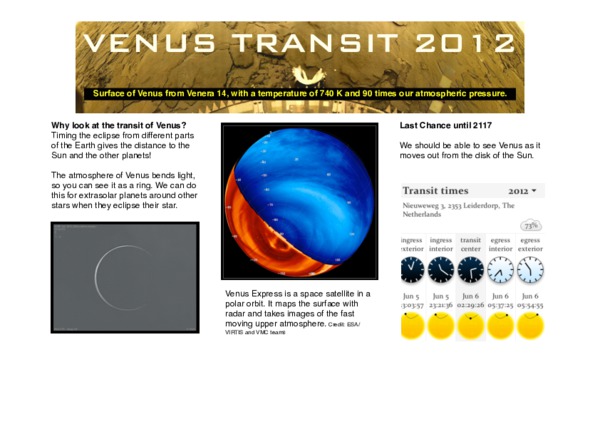 VENUS TRANSIT 2012
Surface of Venus from Venera 14, with a temperature of 740 K and 90 times our atmospheric pressure.
Why look at the transit of Venus?
Timing the eclipse from different parts
of the Earth gives the distance to the
Sun and the other planets!
The atmosphere of Venus bends light,
so you can see it as a ring. We can do
this for extrasolar planets around other
stars when they eclipse their star.
Venus Express is a space satellite in a
polar orbit. It maps the surface with
radar and takes images of the fast
moving upper atmosphere. Credit: ESA/
VIRTIS and VMC teams
Last Chance until 2117
We should be able to see Venus as it
moves out from the disk of the Sun.
Transit times 2012
Nieuweweg 3, 2353 Leiderdorp, The
Netherlands
73%
ingress ingress transit egress egress
exterior interior center interior exterior
Jun 5 Jun 5 Jun 6 Jun 6 Jun 6
:03:57 23:21:36 02:29:26 05:37:25 05:54:55